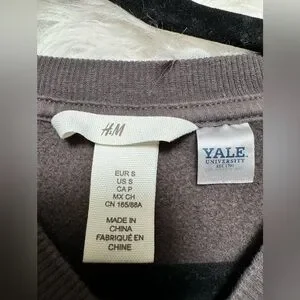 H&M
EUR S
US S
CA P
MX CH
CN 165/88A
MADE IN
CHINA
FABRIQUÉ EN
CHINE
YALE
UNIVERSITY
EST. 1701